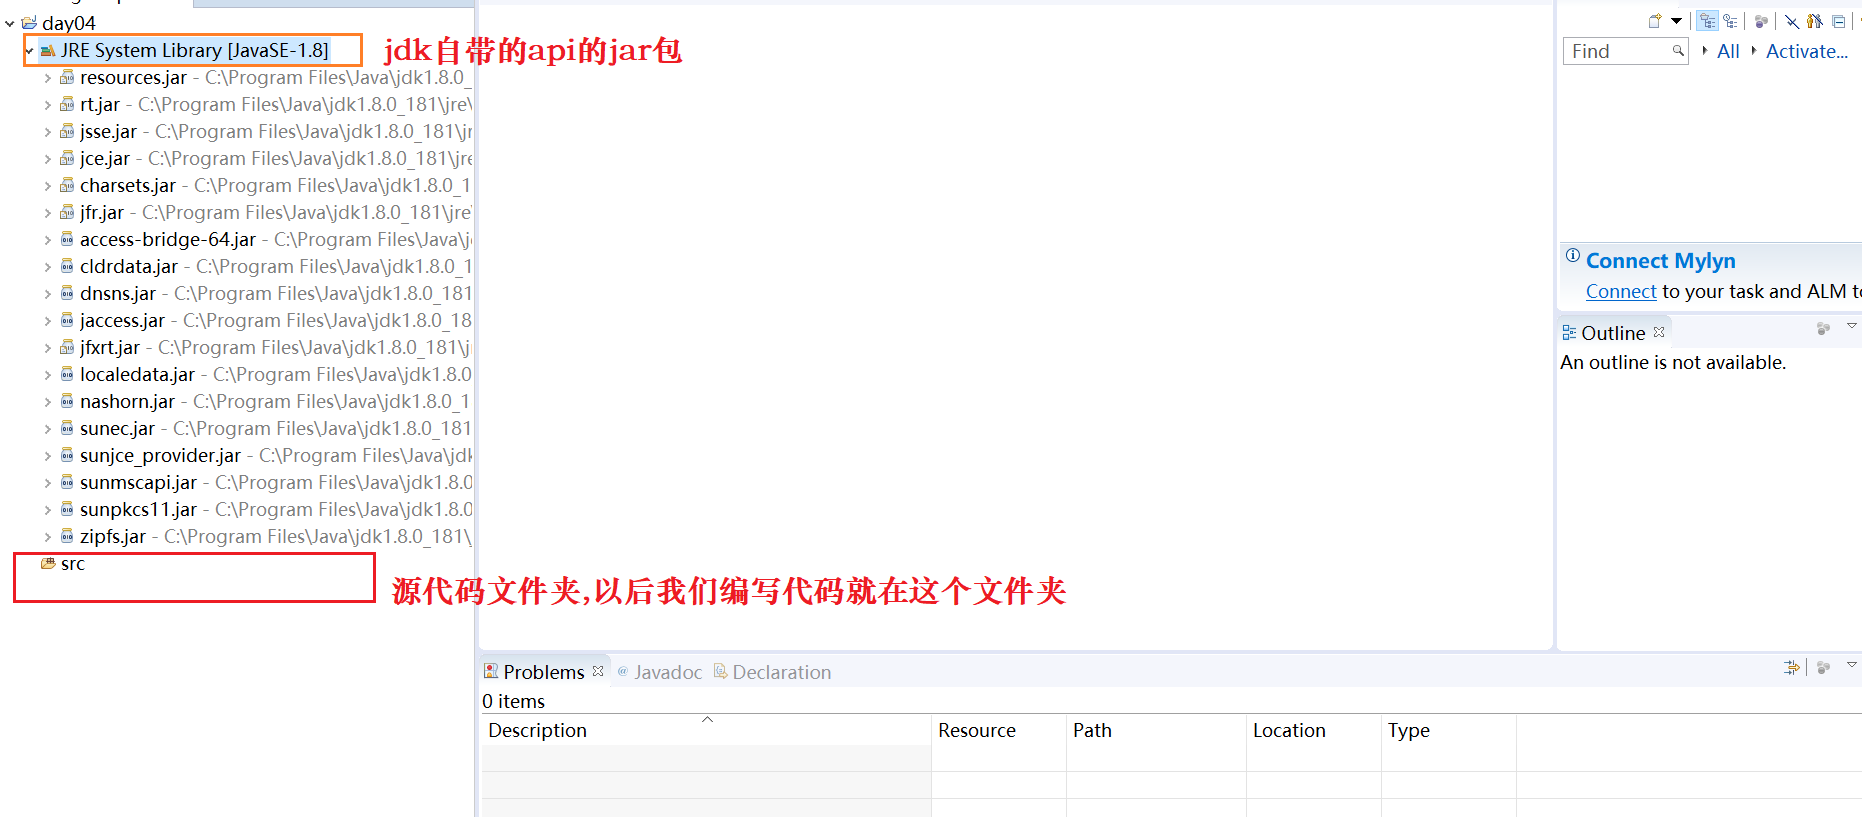 day04
JRE System Library [JavaSE-1.8]
jdk自带的api的jar包
resources.jar - C:\Program Files\Java\jdk1.8.0_
rt.jar - C:\Program Files\Java\jdk1.8.0_181\jre\
jsse.jar - C:\Program Files\Java\jdk1.8.0_181\jr
jce.jar - C:\Program Files\Java\jdk1.8.0_181\jre
charsets.jar - C:\Program Files\Java\jdk1.8.0_1
jfr.jar - C:\Program Files\Java\jdk1.8.0_181\jre\
access-bridge-64.jar - C:\Program Files\Java\j
cldrdata.jar - C:\Program Files\Java\jdk1.8.0_1
dnsns.jar - C:\Program Files\Java\jdk1.8.0_181
jaccess.jar - C:\Program Files\Java\jdk1.8.0_18
jfxrt.jar - C:\Program Files\Java\jdk1.8.0_181\j
localedata.jar - C:\Program Files\Java\jdk1.8.0
nashorn.jar - C:\Program Files\Java\jdk1.8.0_1
sunec.jar - C:\Program Files\Java\jdk1.8.0_181
sunjce_provider.jar - C:\Program Files\Java\jdk
sunmscapi.jar - C:\Program Files\Java\jdk1.8.0
sunpkcs11.jar - C:\Program Files\Java\jdk1.8.0
zipfs.jar - C:\Program Files\Java\jdk1.8.0_181\
src
源代码文件夹,以后我们编写代码就在这个文件夹
Find
All
Activate...
Connect Mylyn
Connect to your task and ALM to
Outline
An outline is not available.
Problems
Javadoc
Declaration
0 items
Description
Resource
Path
Location
Type